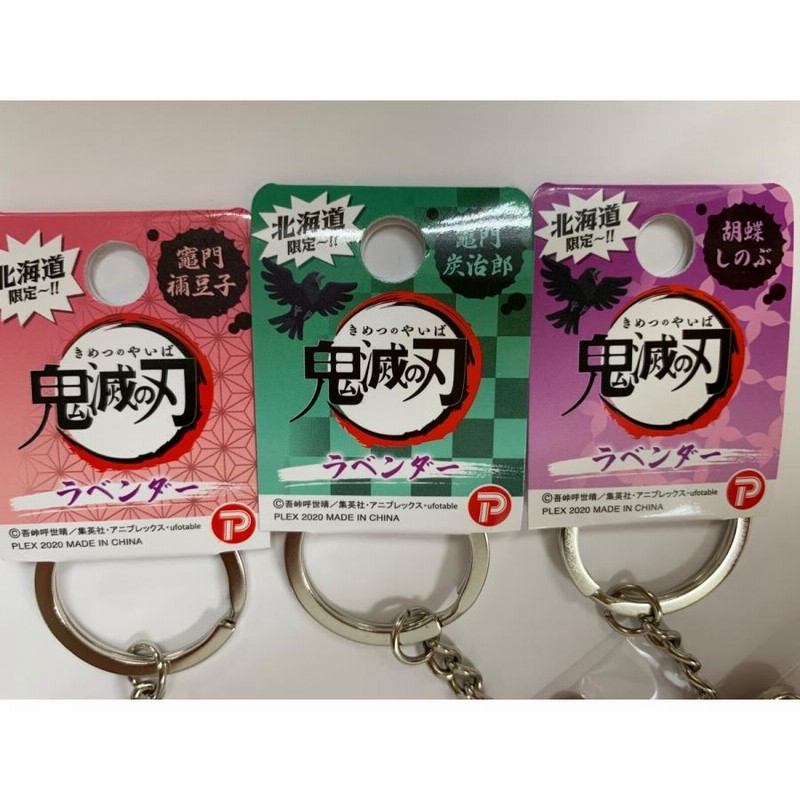 北海道
限定〜!!
竈門
禰豆子
きめつのやいば
鬼滅の刃
ラベンダー
©吾峠呼世晴／集英社・アニプレックス・ufotable
PLEX 2020 MADE IN CHINA
P
北海道
限定〜!!
竈門
炭治郎
きめつのやいば
鬼滅の刃
ラベンダー
©吾峠呼世晴／集英社・アニプレックス・ufotable
PLEX 2020 MADE IN CHINA
P
北海道
限定〜!!
胡蝶
しのぶ
きめつのやいば
鬼滅の刃
ラベンダー
©吾峠呼世晴／集英社・アニプレックス・ufotable
PLEX 2020 MADE IN CHINA
P